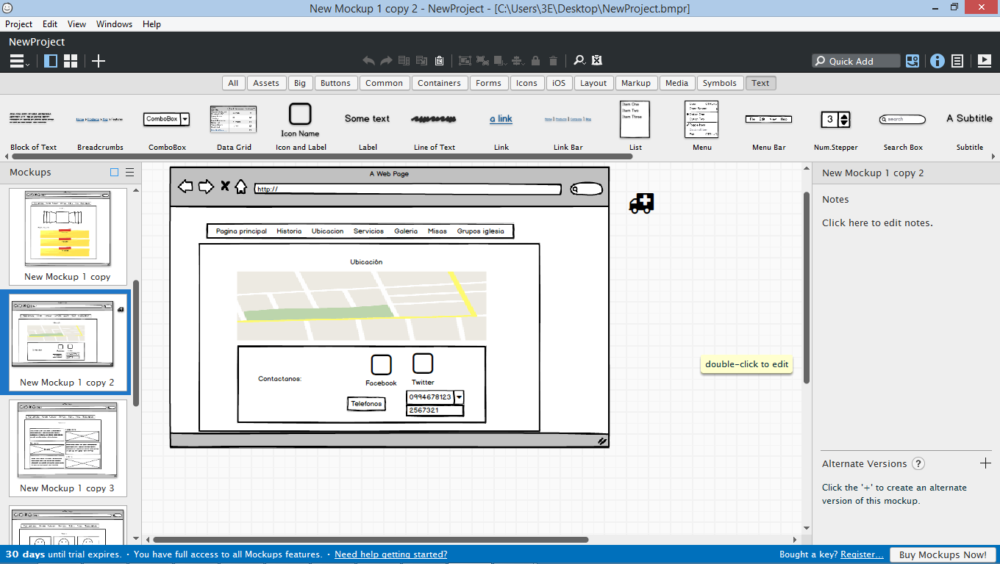 New Mockup 1 copy 2 - NewProject - [C:\Users\3E\Desktop\NewProject.bmpr]
Project Edit View Windows Help
NewProject
Quick Add
All Assets Big Buttons Common Containers Forms Icons iOS Layout Markup Media Symbols Text
ComboBox Some text a link Item One
Item Two
Item Three
File Edit View Help
3
search
A Subtitle
Icon Name
Block of Text Breadcrumbs ComboBox Data Grid Icon and Label Label Line of Text Link Link Bar List Menu Menu Bar Num.Stepper Search Box Subtitle
Mockups
New Mockup 1 copy
New Mockup 1 copy 2
New Mockup 1 copy 3
A Web Page
http://
Pagina principal Historia Ubicacion Servicios Galeria Misas Grupos iglesia
Ubicación
Contactanos:
Facebook Twitter
Telefonos 0994678123
2567321
double-click to edit
New Mockup 1 copy 2
Notes
Click here to edit notes.
Alternate Versions ?
Click the '+' to create an alternate
version of this mockup.
30 days until trial expires. · You have full access to all Mockups features. · Need help getting started? Bought a key? Register... Buy Mockups Now!